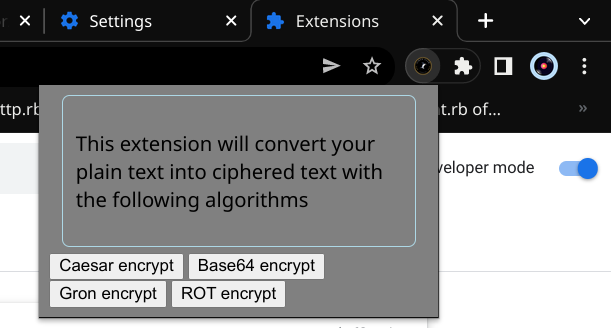 Settings
Extensions
ttp.rb
t.rb of...
This extension will convert your
plain text into ciphered text with
the following algorithms
veloper mode
Caesar encrypt
Base64 encrypt
Gron encrypt
ROT encrypt